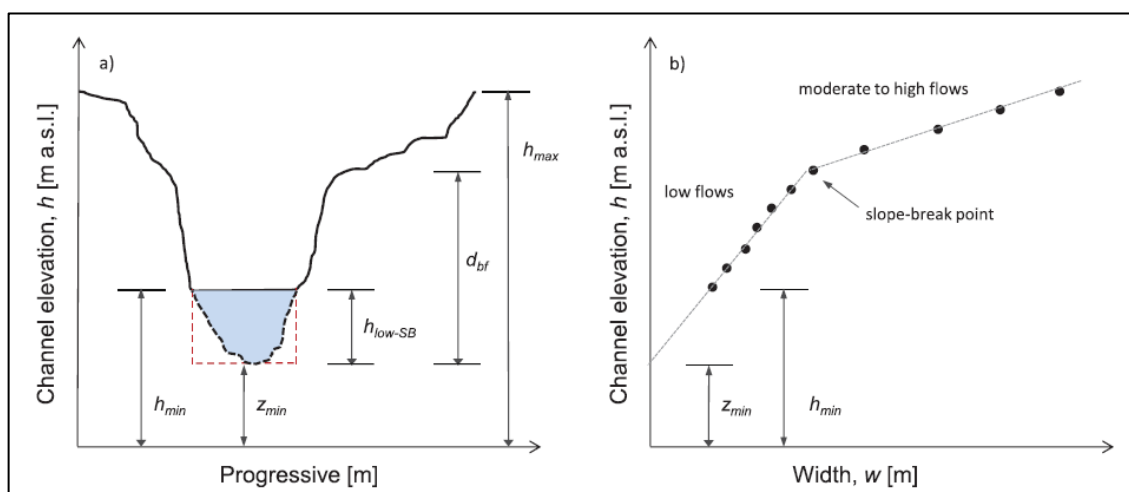 a)
Channel elevation, h [m a.s.l.]
h_max
d_bf
h_low-SB
h_min
z_min
Progressive [m]
b)
Channel elevation, h [m a.s.l.]
moderate to high flows
low flows
slope-break point
z_min
h_min
Width, w [m]